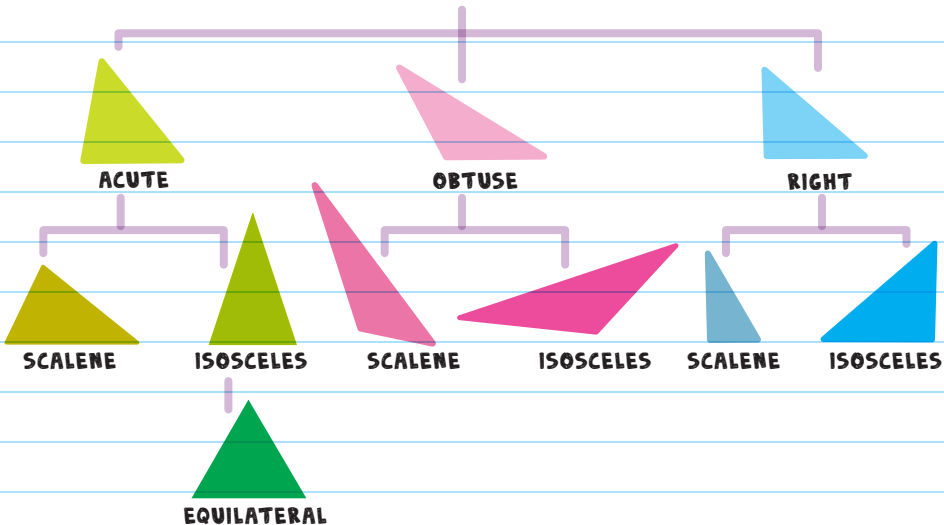 ACUTE
OBTUSE
RIGHT
SCALENE
ISOSCELES
SCALENE
ISOSCELES
SCALENE
ISOSCELES
EQUILATERAL